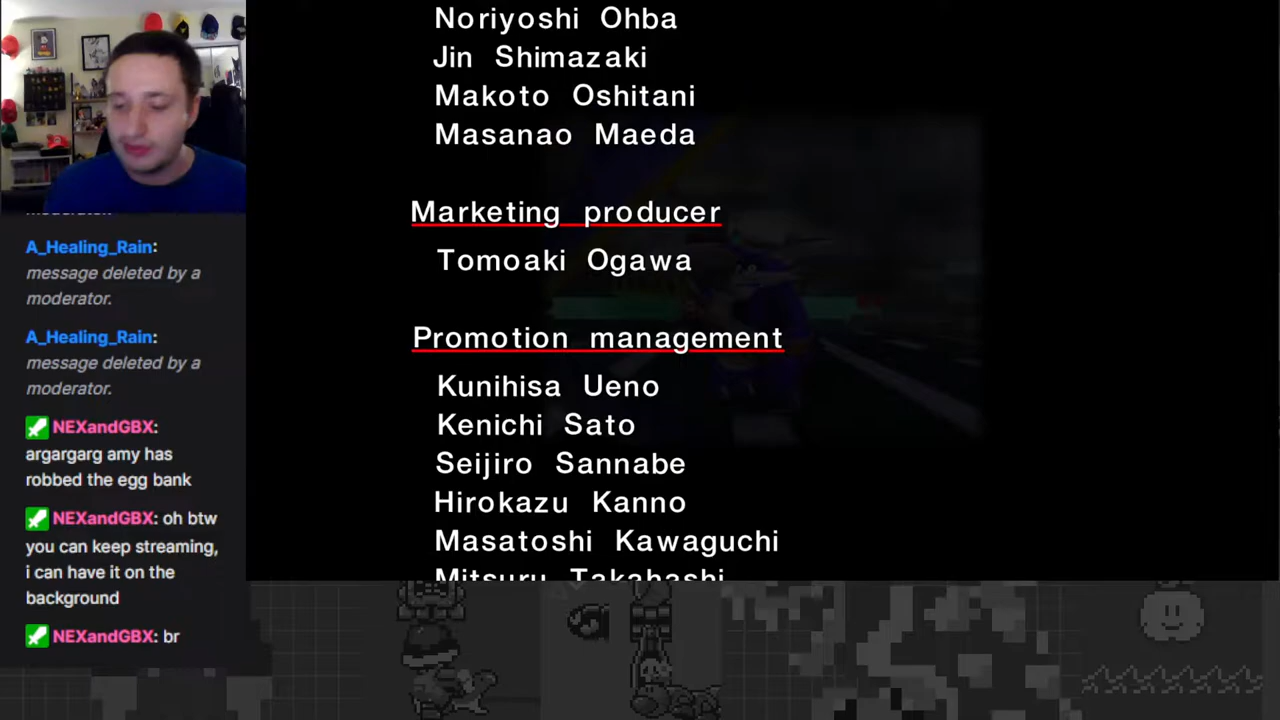 Noriyoshi Ohba
Jin Shimazaki
Makoto Oshitani
Masanao Maeda
Marketing producer
Tomoaki Ogawa
Promotion management
Kunihisa Ueno
Kenichi Sato
Seijiro Sannabe
Hirokazu Kanno
Masatoshi Kawaguchi
Mitsuru Takahashi
moderator.
A_Healing_Rain:
message deleted by a
moderator.
A_Healing_Rain:
message deleted by a
moderator.
NEXandGBX:
argargarg amy has
robbed the egg bank
NEXandGBX: oh btw
you can keep streaming,
i can have it on the
background
NEXandGBX: br